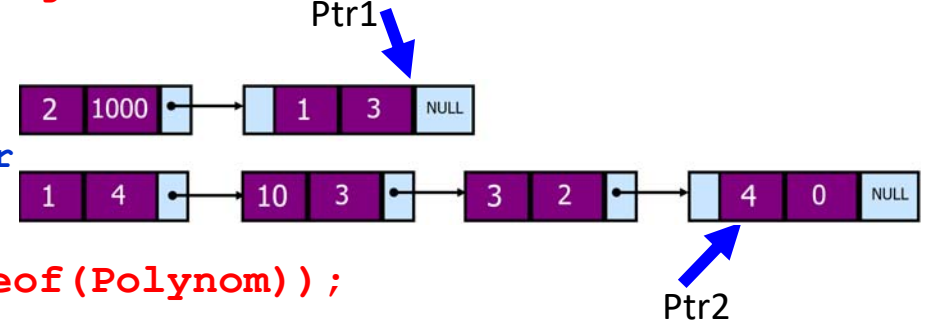 Ptr1
2 1000 1 3 NULL
r
1 4 10 3 3 2 4 0 NULL
eof(Polynom));
Ptr2